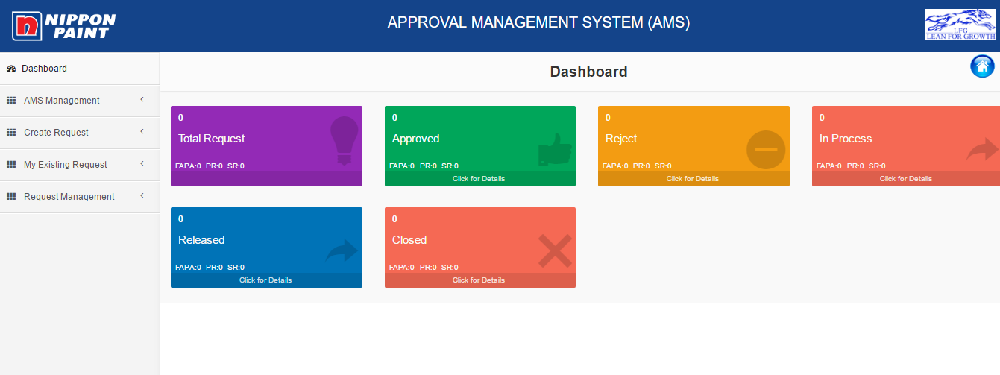 NIPPON
PAINT
APPROVAL MANAGEMENT SYSTEM (AMS)
LFG
LEAN FOR GROWTH
Dashboard
AMS Management
Create Request
My Existing Request
Request Management
Dashboard
0
Total Request
FAPA:0 PR:0 SR:0
0
Approved
FAPA:0 PR:0 SR:0
Click for Details
0
Reject
FAPA:0 PR:0 SR:0
Click for Details
0
In Process
FAPA:0 PR:0 SR:0
Click for Details
0
Released
FAPA:0 PR:0 SR:0
Click for Details
0
Closed
FAPA:0 PR:0 SR:0
Click for Details